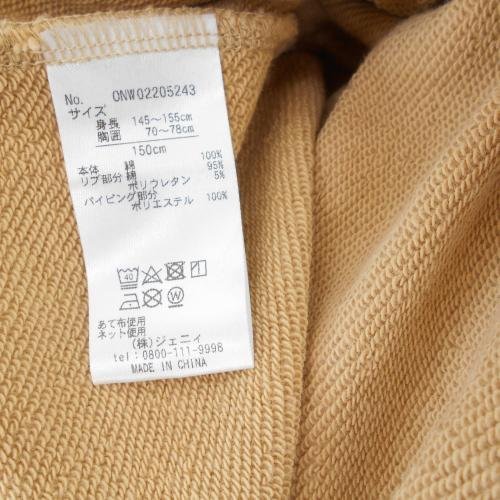 No. ONW02205243
サイズ
身長 145～155cm
胸囲 70～78cm
150cm
本体 綿 100%
リブ部分 綿 95%
ポリウレタン 5%
パイピング部分
ポリエステル 100%
40
W
あて布使用
ネット使用
(株)ジェニィ
tel:0800-111-9998
MADE IN CHINA